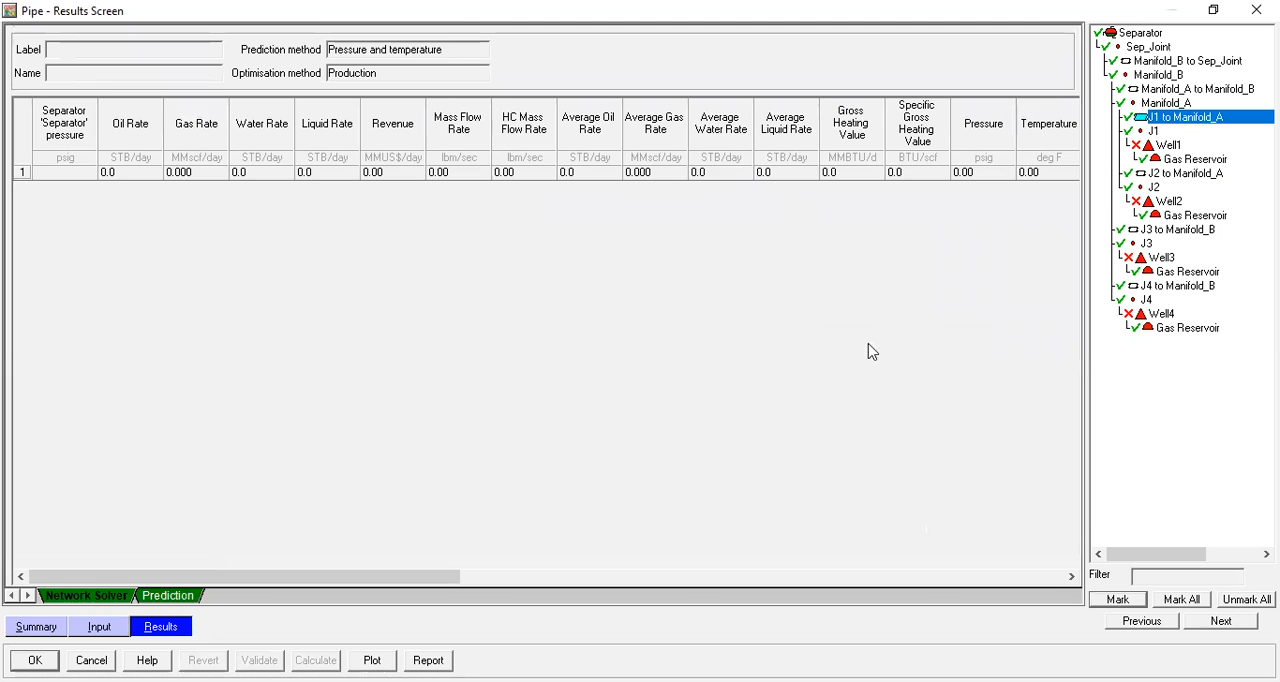 Pipe - Results Screen
Label
Prediction method Pressure and temperature
Name
Optimisation method Production
Separator 'Separator' pressure
Oil Rate
Gas Rate
Water Rate
Liquid Rate
Revenue
Mass Flow Rate
HC Mass Flow Rate
Average Oil Rate
Average Gas Rate
Average Water Rate
Average Liquid Rate
Gross Heating Value
Specific Gross Heating Value
Pressure
Temperature
psig STB/day MMscf/day STB/day STB/day MMUS$/day lbm/sec lbm/sec STB/day MMscf/day STB/day STB/day MMBTU/d BTU/scf psig deg F
1 0.0 0.000 0.0 0.0 0.00 0.00 0.00 0.0 0.000 0.0 0.0 0.0 0.0 0.00 0.00
Network Solver Prediction
Summary Input Results
OK Cancel Help Revert Validate Calculate Plot Report
Separator
Sep_Joint
Manifold_B to Sep_Joint
Manifold_B
Manifold_A to Manifold_B
Manifold_A
J1 to Manifold_A
J1
Well1
Gas Reservoir
J2 to Manifold_A
J2
Well2
Gas Reservoir
J3 to Manifold_B
J3
Well3
Gas Reservoir
J4 to Manifold_B
J4
Well4
Gas Reservoir
Filter
Mark Mark All Unmark All
Previous Next